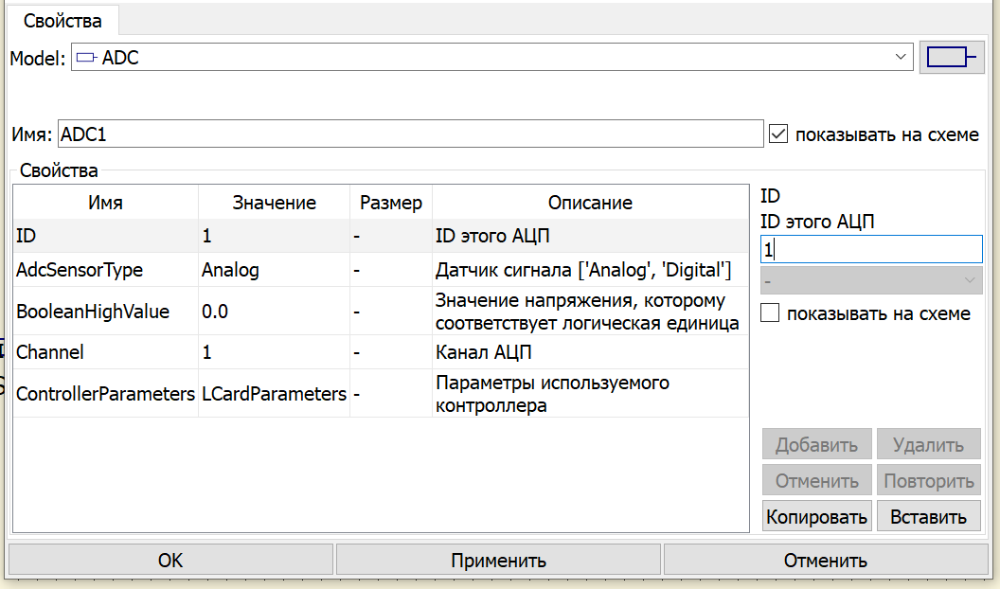 Свойства
Model: ADC
Имя: ADC1 показывать на схеме
Свойства
Имя Значение Размер Описание
ID 1 - ID этого АЦП
AdcSensorType Analog - Датчик сигнала ['Analog', 'Digital']
BooleanHighValue 0.0 - Значение напряжения, которому
соответствует логическая единица
Channel 1 - Канал АЦП
ControllerParameters LCardParameters - Параметры используемого
контроллера
ID
ID этого АЦП
1
-
показывать на схеме
Добавить Удалить
Отменить Повторить
Копировать Вставить
OK Применить Отменить